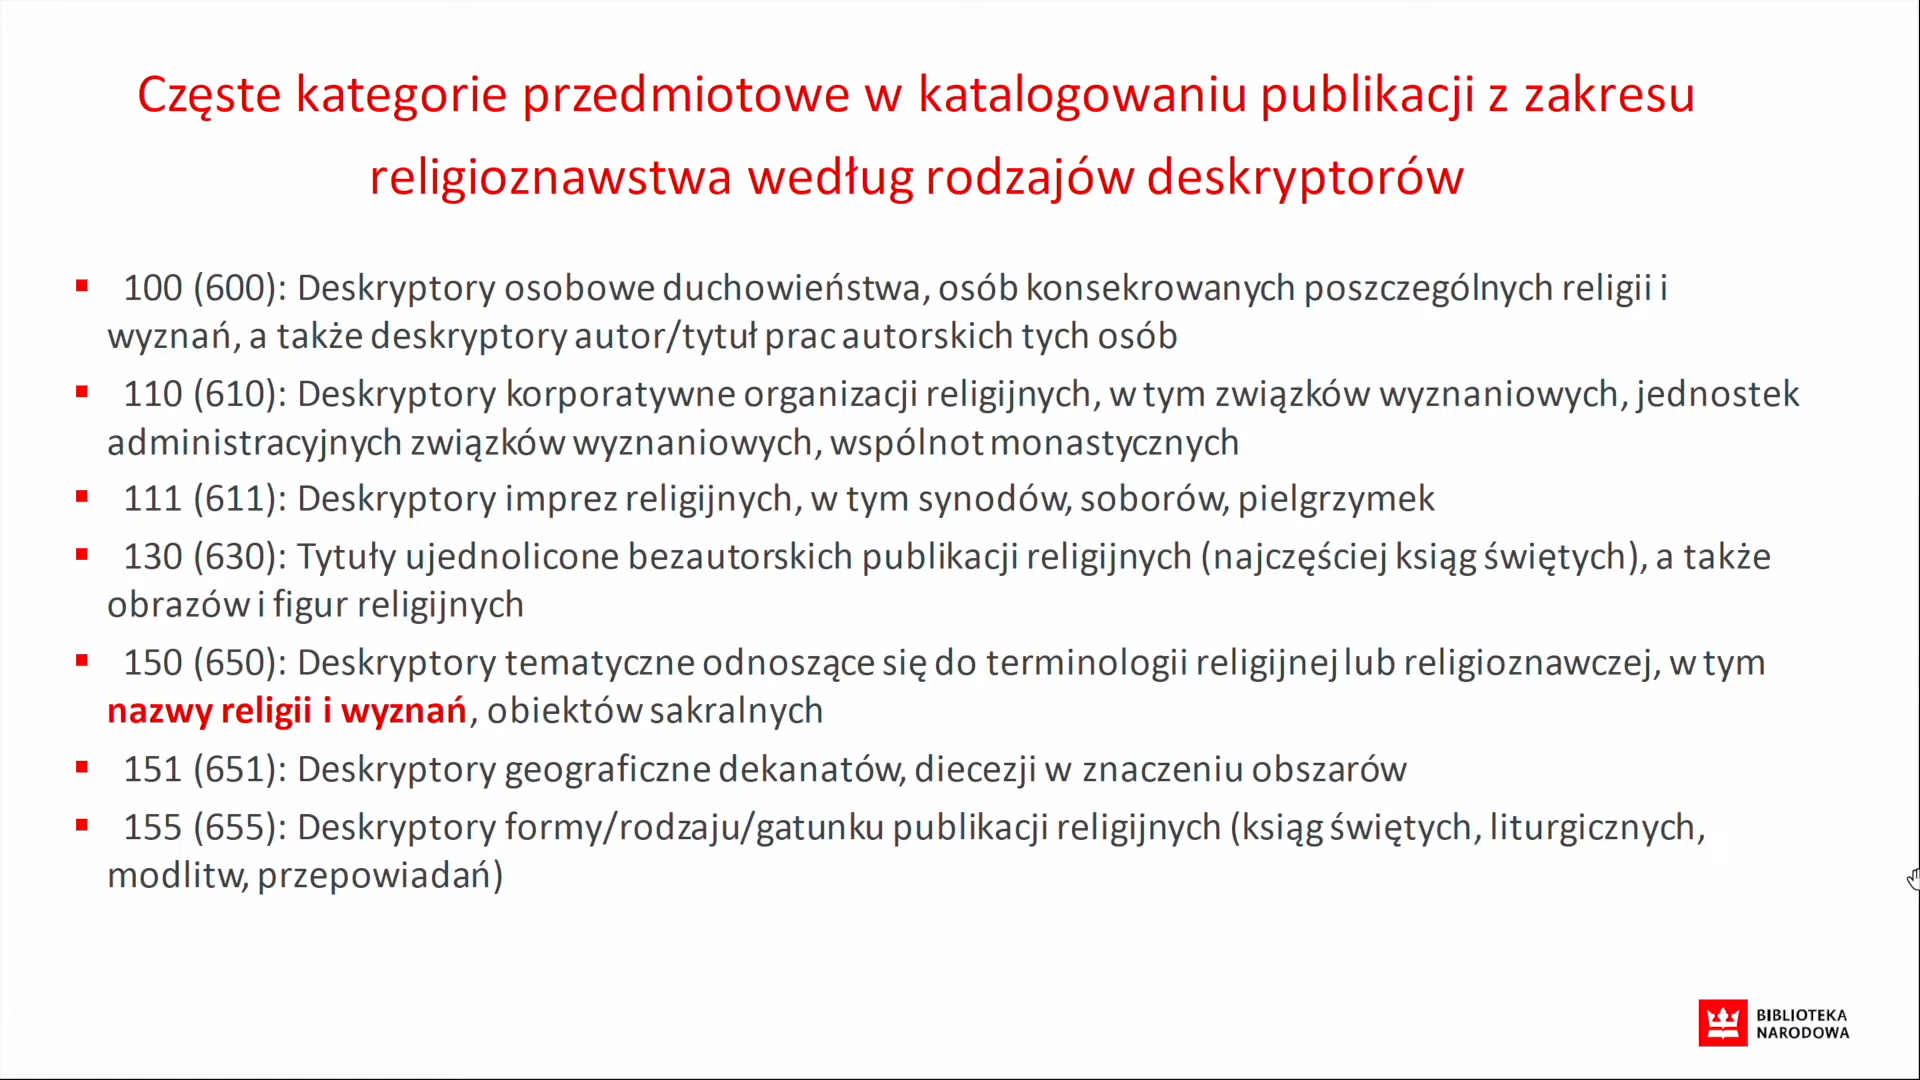 Częste kategorie przedmiotowe w katalogowaniu publikacji z zakresu
religioznawstwa według rodzajów deskryptorów
▪ 100 (600): Deskryptory osobowe duchowieństwa, osób konsekrowanych poszczególnych religii i
wyznań, a także deskryptory autor/tytuł prac autorskich tych osób
▪ 110 (610): Deskryptory korporatywne organizacji religijnych, w tym związków wyznaniowych, jednostek
administracyjnych związków wyznaniowych, wspólnot monastycznych
▪ 111 (611): Deskryptory imprez religijnych, w tym synodów, soborów, pielgrzymek
▪ 130 (630): Tytuły ujednolicone bezautorskich publikacji religijnych (najczęściej ksiąg świętych), a także
obrazów i figur religijnych
▪ 150 (650): Deskryptory tematyczne odnoszące się do terminologii religijnej lub religioznawczej, w tym
nazwy religii i wyznań, obiektów sakralnych
▪ 151 (651): Deskryptory geograficzne dekanatów, diecezji w znaczeniu obszarów
▪ 155 (655): Deskryptory formy/rodzaju/gatunku publikacji religijnych (ksiąg świętych, liturgicznych,
modlitw, przepowiadań)
BIBLIOTEKA
NARODOWA